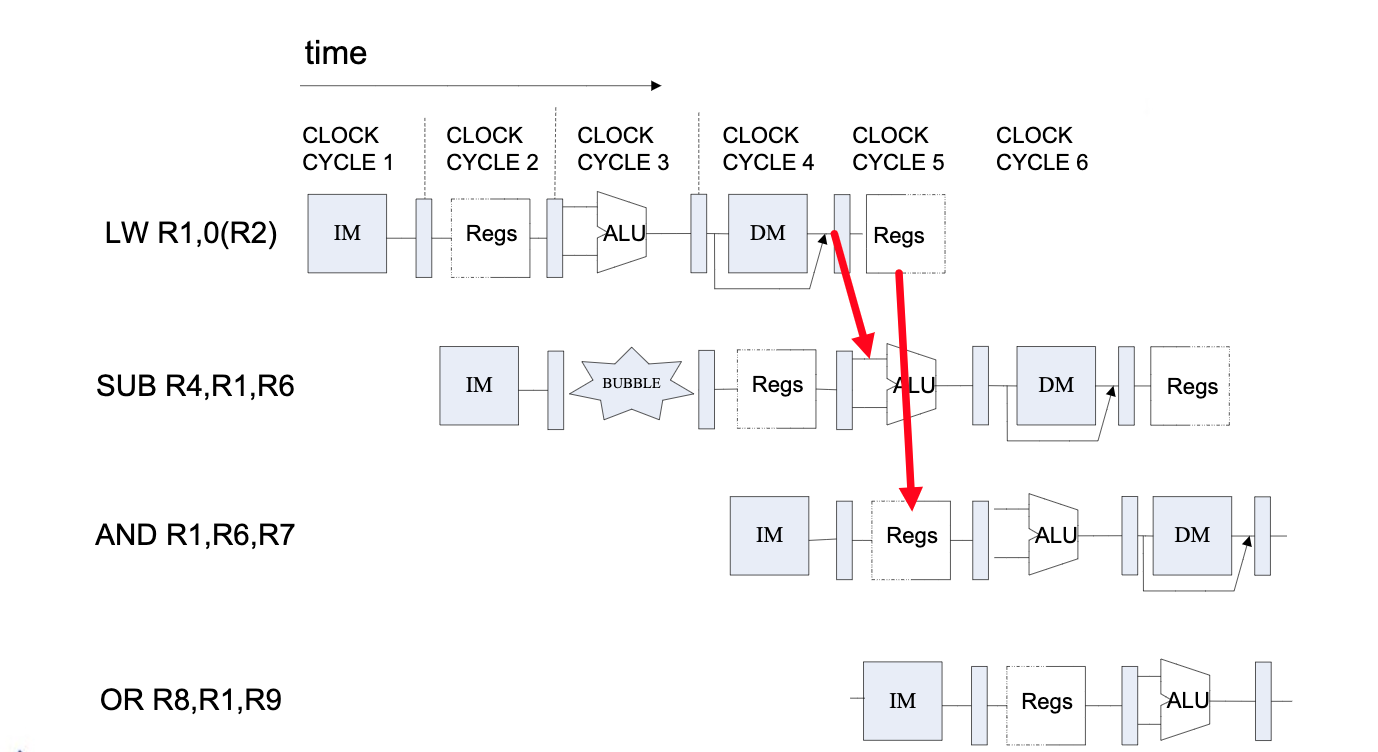 time
CLOCK CYCLE 1
CLOCK CYCLE 2
CLOCK CYCLE 3
CLOCK CYCLE 4
CLOCK CYCLE 5
CLOCK CYCLE 6
LW R1,0(R2)
IM
Regs
ALU
DM
Regs
SUB R4,R1,R6
IM
BUBBLE
Regs
ALU
DM
Regs
AND R1,R6,R7
IM
Regs
ALU
DM
OR R8,R1,R9
IM
Regs
ALU